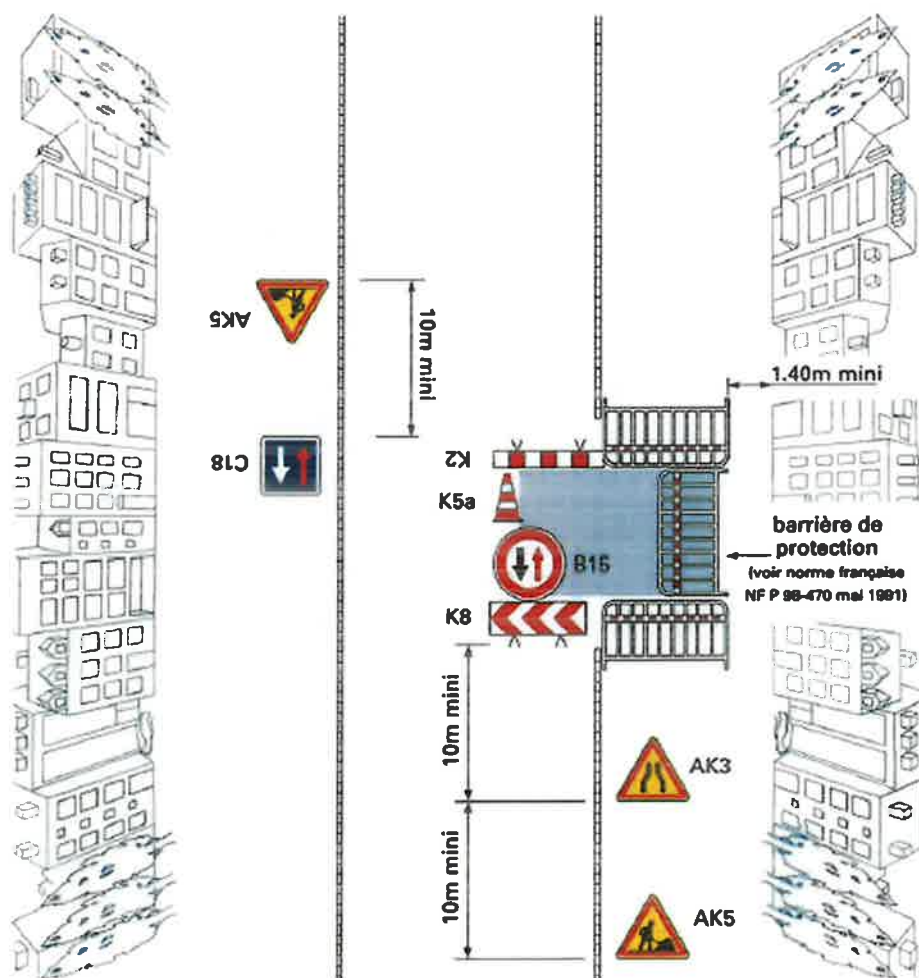 AK5
10m mini
1.40m mini
C18
K2
K5a
B15
barrière de
protection
(voir norme française
NF P 98-470 mai 1991)
K8
10m mini
AK3
10m mini
AK5